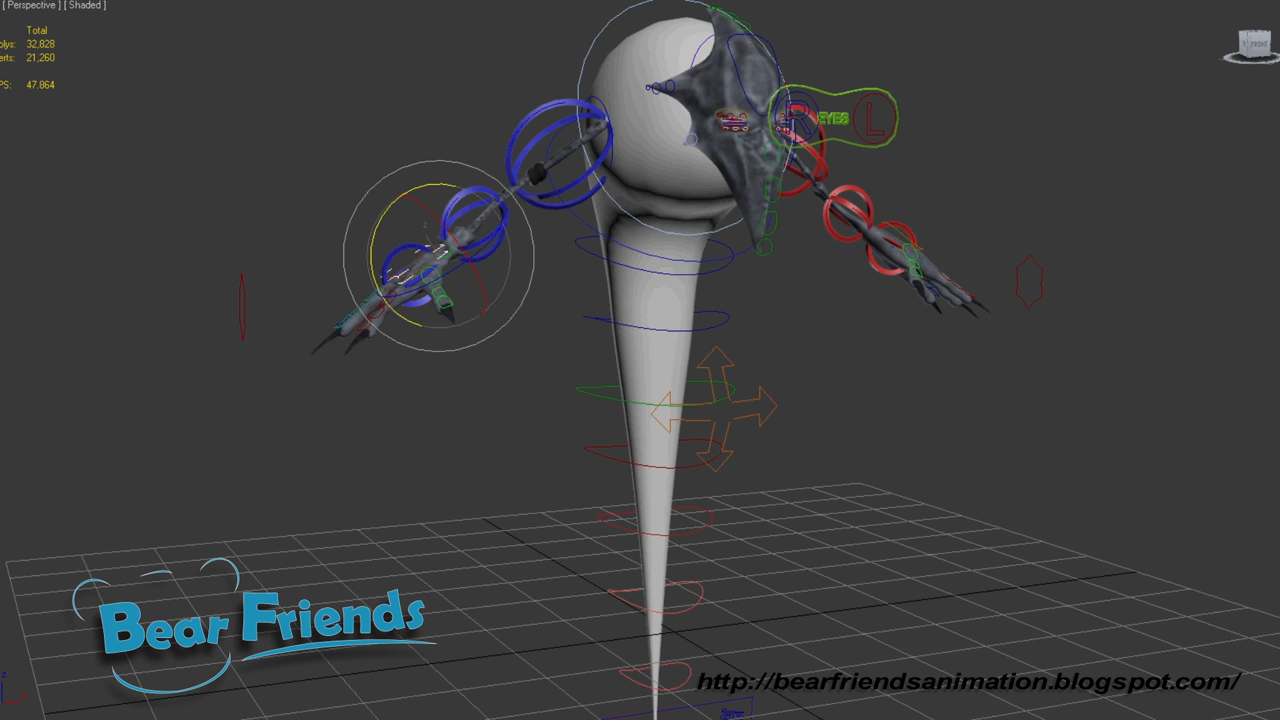 [ Perspective ] [ Shaded ]
Total
olys: 32,828
erts: 21,260
PS: 47.864
FRONT
R EYES L
z
Bear Friends
http://bearfriendsanimation.blogspot.com/
z